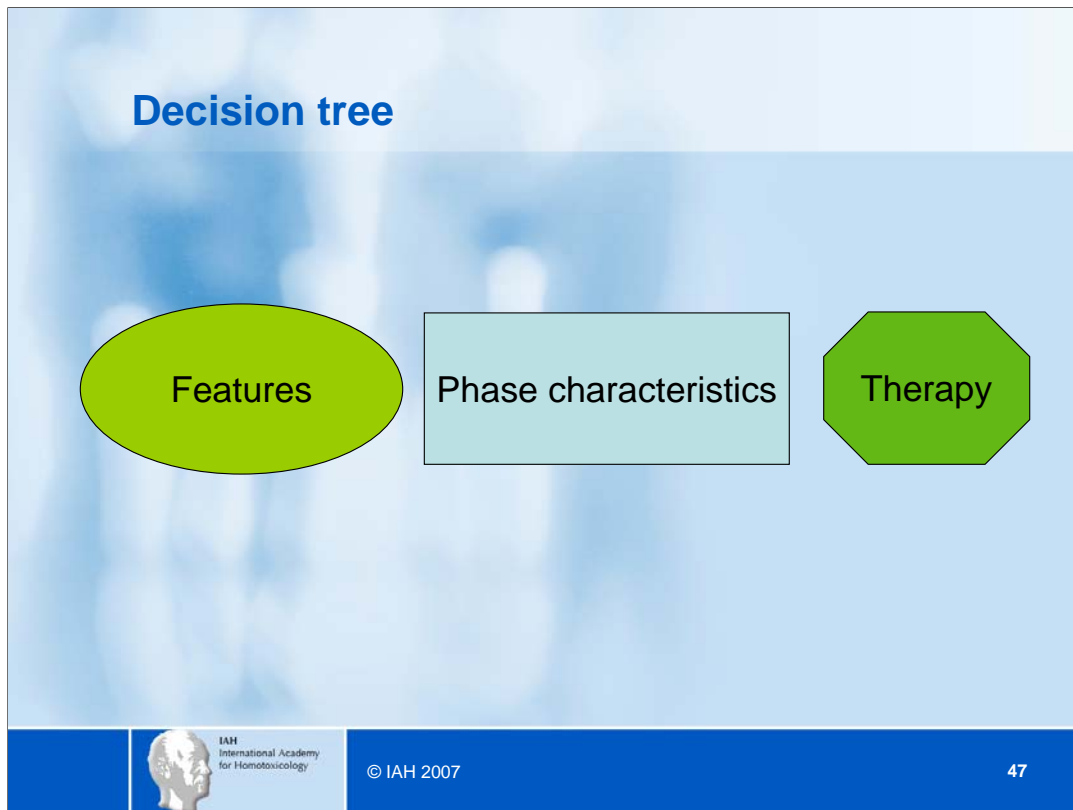 Decision tree
Features
Phase characteristics
Therapy
IAH
International Academy
for Homotoxicology
© IAH 2007
47